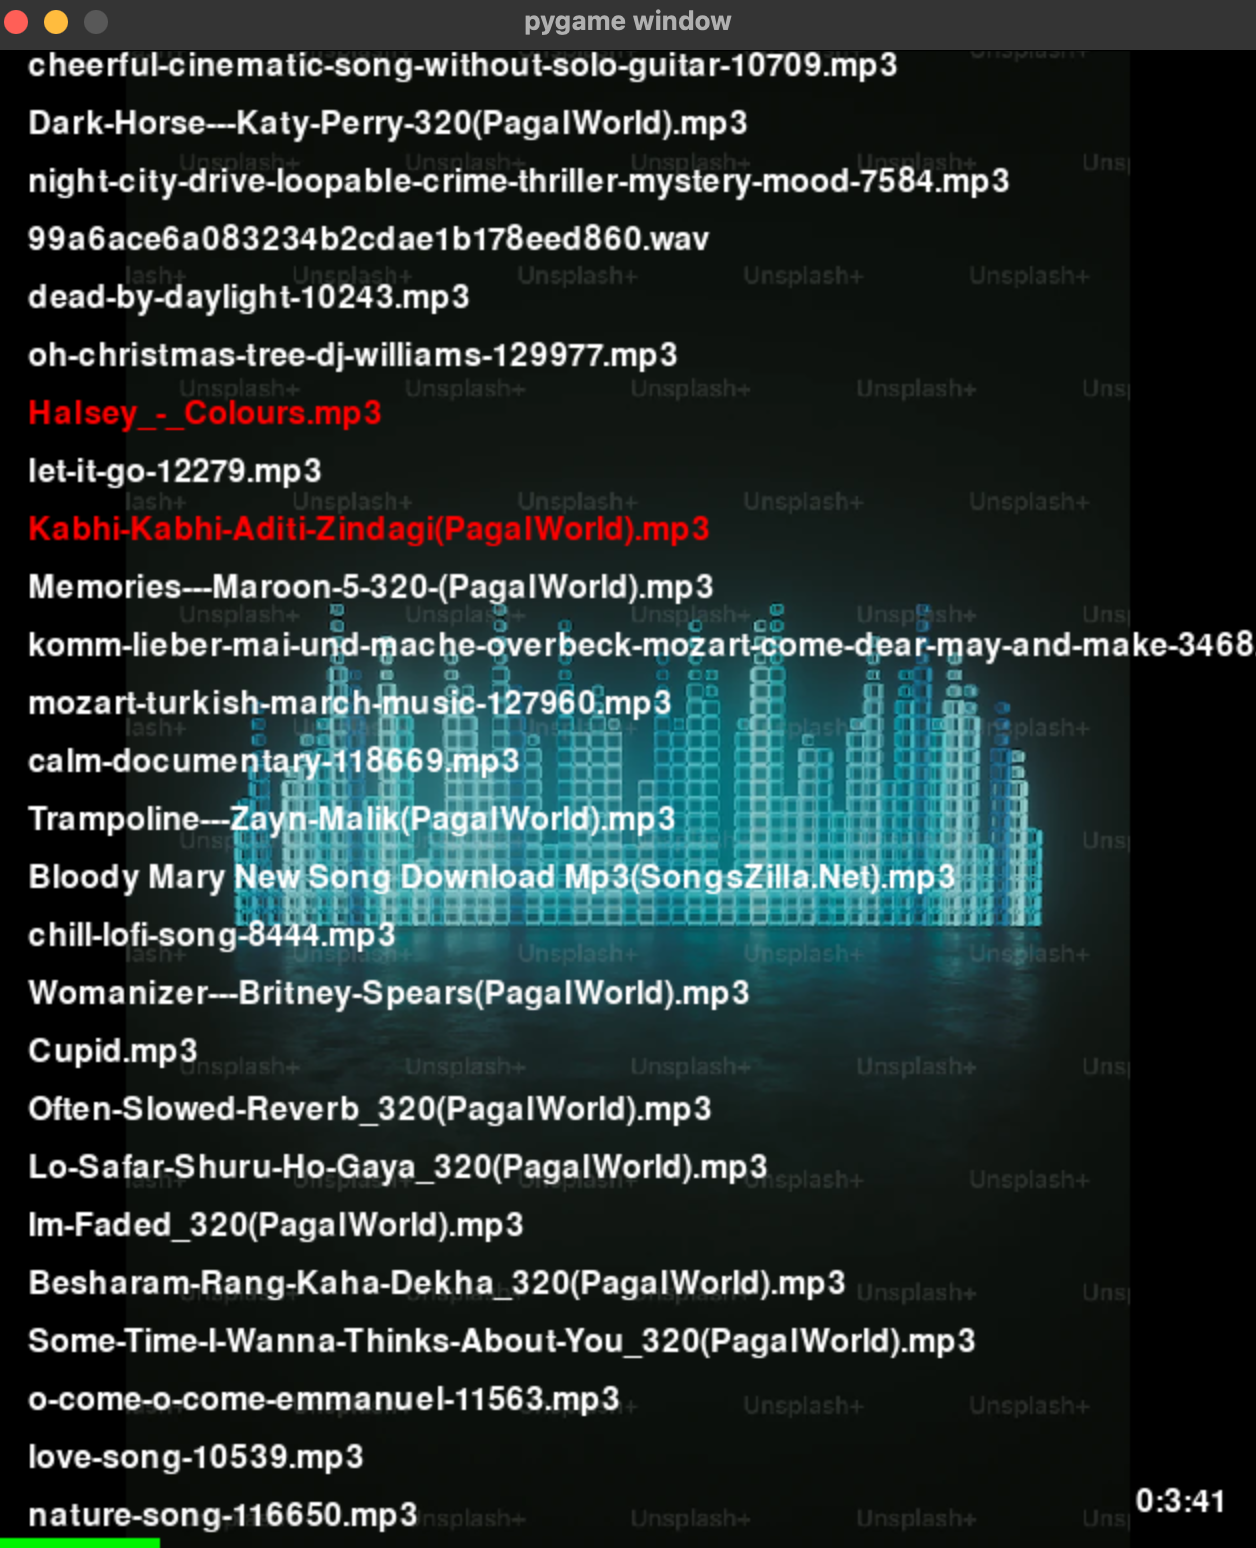 pygame window
cheerful-cinematic-song-without-solo-guitar-10709.mp3
Dark-Horse---Katy-Perry-320(PagalWorld).mp3
night-city-drive-loopable-crime-thriller-mystery-mood-7584.mp3
99a6ace6a083234b2cdae1b178eed860.wav
dead-by-daylight-10243.mp3
oh-christmas-tree-dj-williams-129977.mp3
Halsey_-_Colours.mp3
let-it-go-12279.mp3
Kabhi-Kabhi-Aditi-Zindagi(PagalWorld).mp3
Memories---Maroon-5-320-(PagalWorld).mp3
komm-lieber-mai-und-mache-overbeck-mozart-come-dear-may-and-make-3468
mozart-turkish-march-music-127960.mp3
calm-documentary-118669.mp3
Trampoline---Zayn-Malik(PagalWorld).mp3
Bloody Mary New Song Download Mp3(SongsZilla.Net).mp3
chill-lofi-song-8444.mp3
Womanizer---Britney-Spears(PagalWorld).mp3
Cupid.mp3
Often-Slowed-Reverb_320(PagalWorld).mp3
Lo-Safar-Shuru-Ho-Gaya_320(PagalWorld).mp3
Im-Faded_320(PagalWorld).mp3
Besharam-Rang-Kaha-Dekha_320(PagalWorld).mp3
Some-Time-I-Wanna-Thinks-About-You_320(PagalWorld).mp3
o-come-o-come-emmanuel-11563.mp3
love-song-10539.mp3
nature-song-116650.mp3
0:3:41